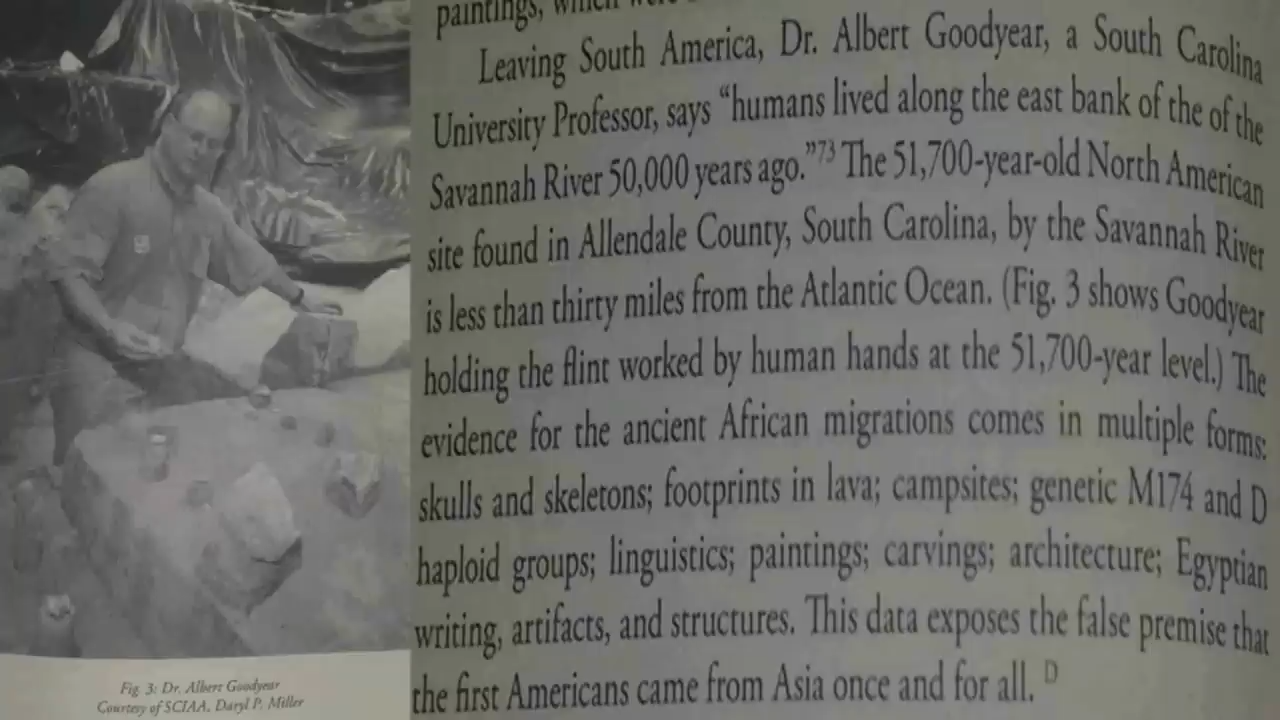 paintings, which were
Leaving South America, Dr. Albert Goodyear, a South Carolina
University Professor, says “humans lived along the east bank of the of the
Savannah River 50,000 years ago.”73 The 51,700-year-old North American
site found in Allendale County, South Carolina, by the Savannah River
is less than thirty miles from the Atlantic Ocean. (Fig. 3 shows Goodyear
holding the flint worked by human hands at the 51,700-year level.) The
evidence for the ancient African migrations comes in multiple forms:
skulls and skeletons; footprints in lava; campsites; genetic M174 and D
haploid groups; linguistics; paintings; carvings; architecture; Egyptian
writing, artifacts, and structures. This data exposes the false premise that
the first Americans came from Asia once and for all. D
Fig. 3: Dr. Albert Goodyear
Courtesy of SCIAA, Daryl P. Miller